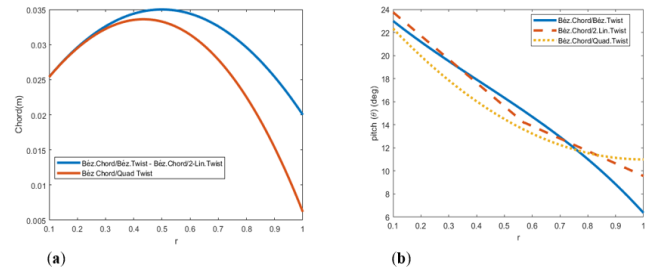 0.035
0.03
0.025
0.02
0.015
0.01
0.005
Chord(m)
Béz.Chord/Béz.Twist - Béz.Chord/2-Lin.Twist
Béz Chord/Quad Twist
0.1 0.2 0.3 0.4 0.5 0.6 0.7 0.8 0.9 1
r
(a)
24
22
20
18
16
14
12
10
8
6
pitch (θ) (deg)
Béz.Chord/Béz.Twist
Béz.Chord/2.Lin.Twist
Béz.Chord/Quad.Twist
0.1 0.2 0.3 0.4 0.5 0.6 0.7 0.8 0.9 1
r
(b)